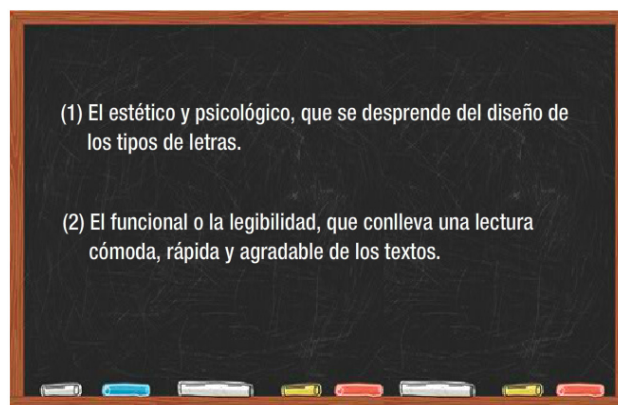 (1) El estético y psicológico, que se desprende del diseño de
los tipos de letras.
(2) El funcional o la legibilidad, que conlleva una lectura
cómoda, rápida y agradable de los textos.